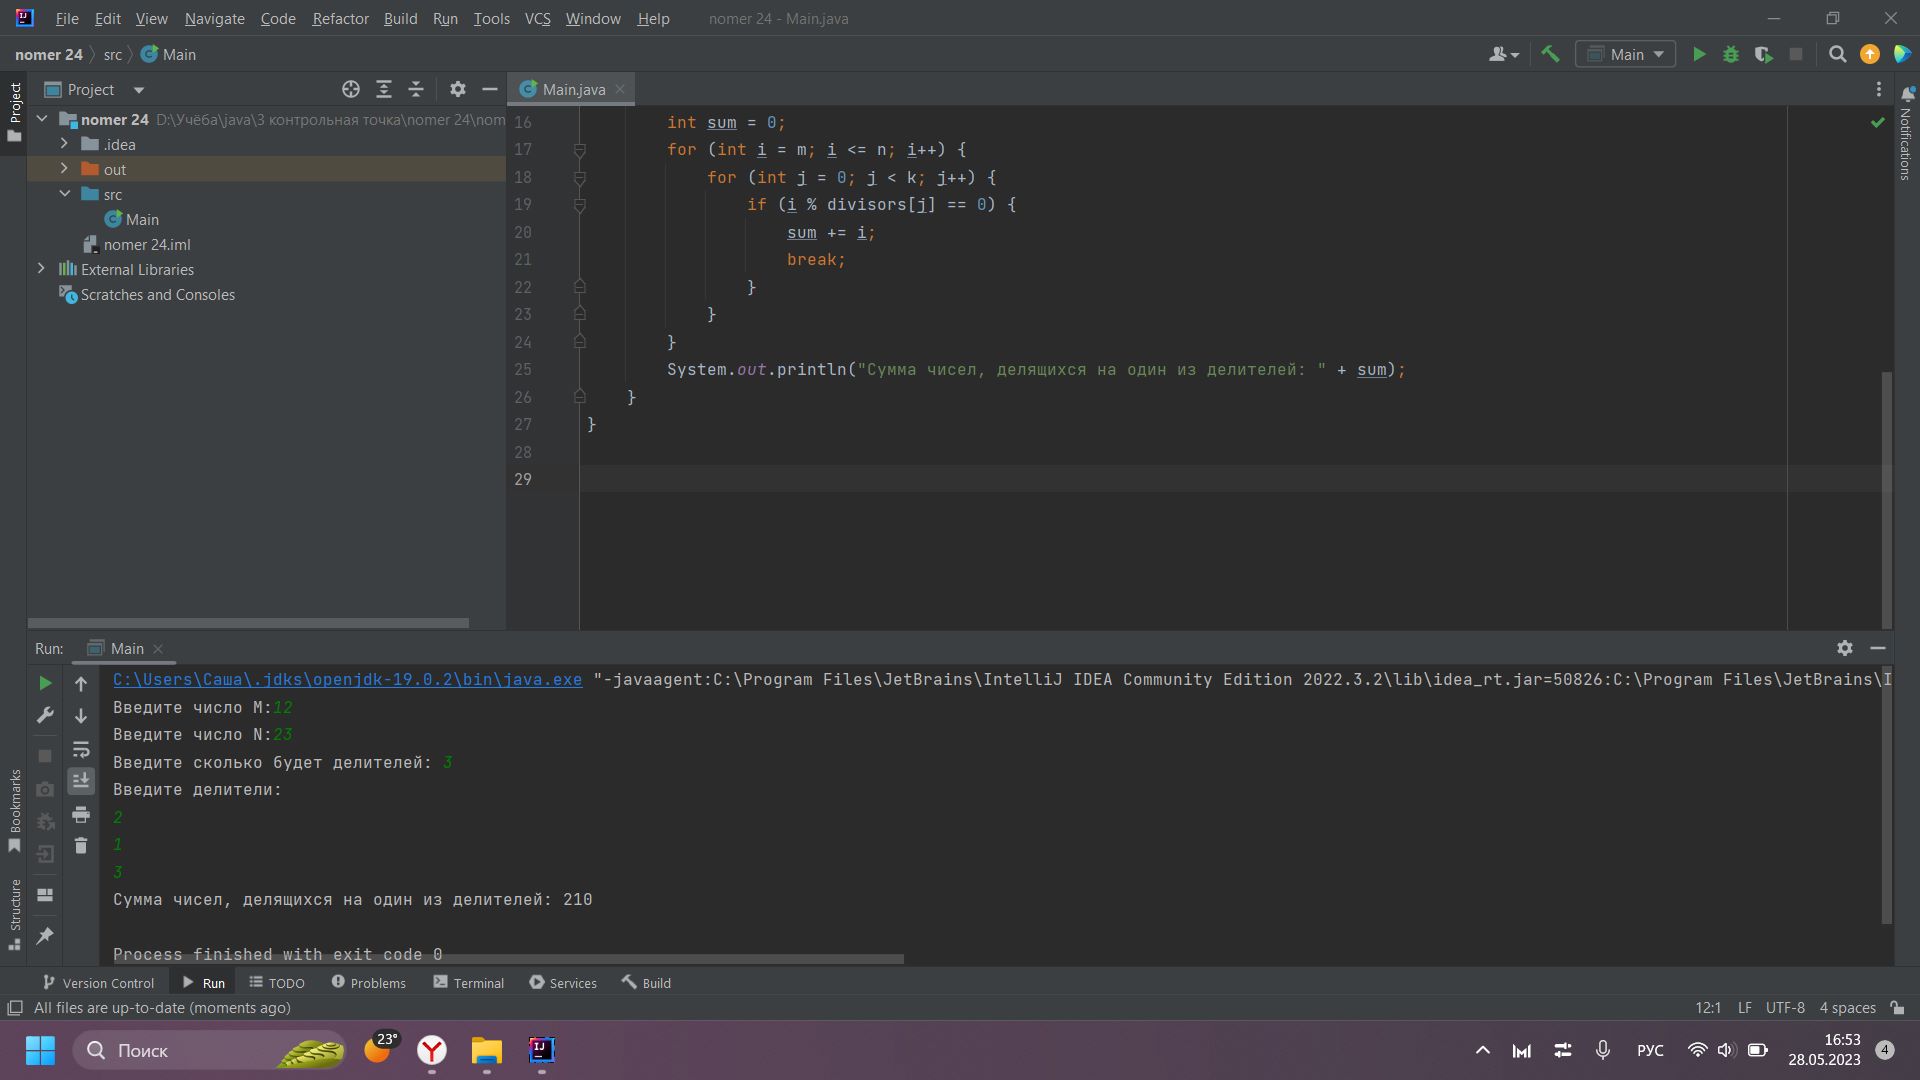 File Edit View Navigate Code Refactor Build Run Tools VCS Window Help nomer 24 - Main.java
nomer 24 src Main
Main
Project
Main.java
Project
nomer 24 D:\Учёба\java\3 контрольная точка\nomer 24\nom
.idea
out
src
Main
nomer 24.iml
External Libraries
Scratches and Consoles
16 int sum = 0;
17 for (int i = m; i <= n; i++) {
18 for (int j = 0; j < k; j++) {
19 if (i % divisors[j] == 0) {
20 sum += i;
21 break;
22 }
23 }
24 }
25 System.out.println("Сумма чисел, делящихся на один из делителей: " + sum);
26 }
27 }
28
29
Notifications
Run: Main
C:\Users\Саша\.jdks\openjdk-19.0.2\bin\java.exe "-javaagent:C:\Program Files\JetBrains\IntelliJ IDEA Community Edition 2022.3.2\lib\idea_rt.jar=50826:C:\Program Files\JetBrains\I
Введите число M:12
Введите число N:23
Введите сколько будет делителей: 3
Введите делители:
2
1
3
Сумма чисел, делящихся на один из делителей: 210
Process finished with exit code 0
Bookmarks
Structure
Version Control Run TODO Problems Terminal Services Build
All files are up-to-date (moments ago)
12:1 LF UTF-8 4 spaces
Поиск
23°
РУС
16:53
28.05.2023
4